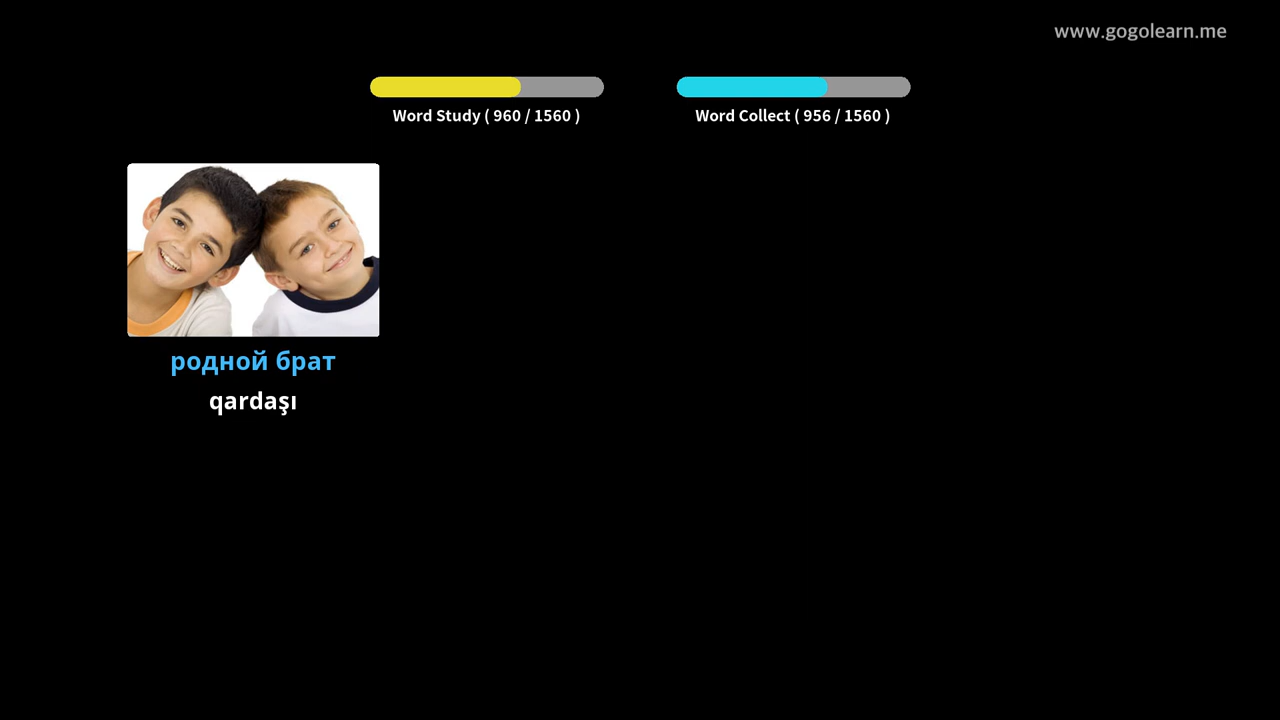 www.gogolearn.me
Word Study ( 960 / 1560 )
Word Collect ( 956 / 1560 )
родной брат
qardaşı